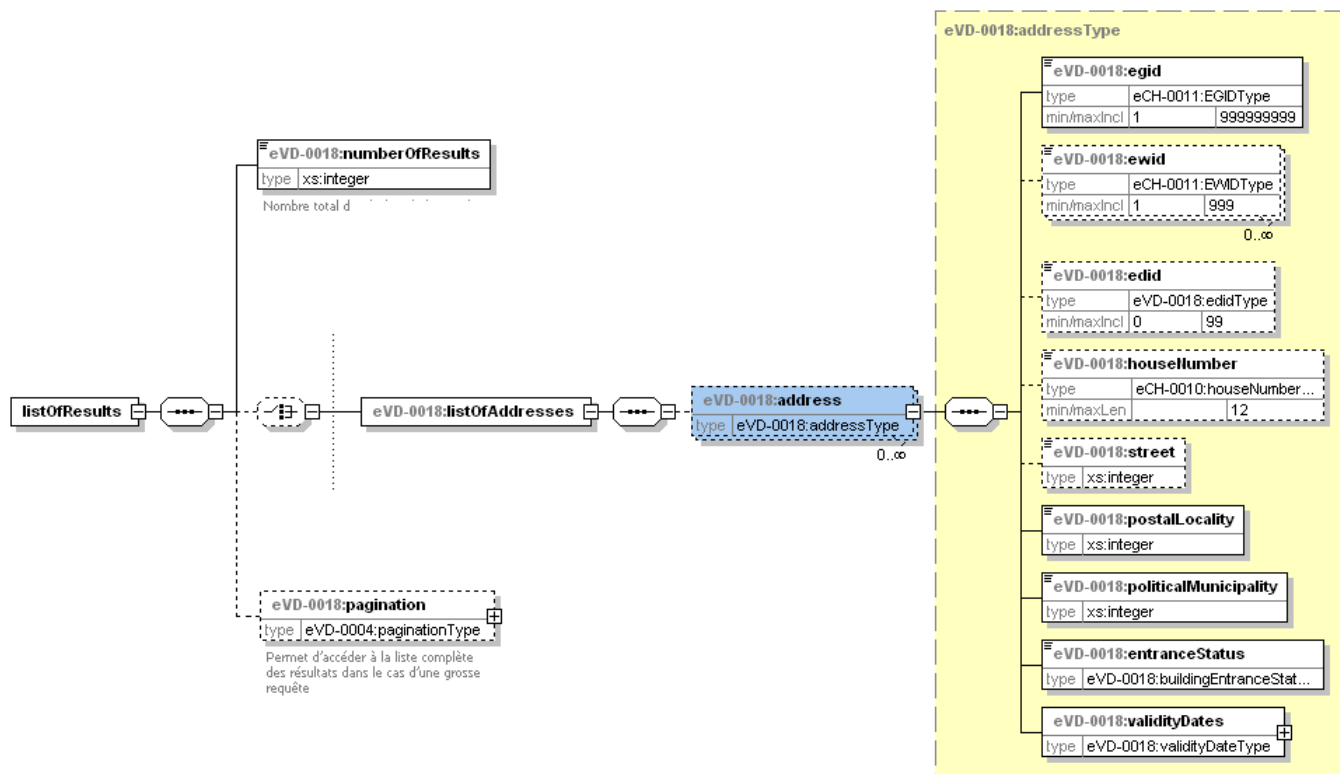 eVD-0018:addressType
eVD-0018:egid
type eCH-0011:EGIDType
min/maxIncl 1 999999999
eVD-0018:numberOfResults
type xs:integer
Nombre total d
eVD-0018:ewid
type eCH-0011:EWIDType
min/maxIncl 1 999
0..∞
eVD-0018:edid
type eVD-0018:edidType
min/maxIncl 0 99
eVD-0018:houseNumber
type eCH-0010:houseNumber...
min/maxLen 12
listOfResults
eVD-0018:listOfAddresses
eVD-0018:address
type eVD-0018:addressType
0..∞
eVD-0018:street
type xs:integer
eVD-0018:postalLocality
type xs:integer
eVD-0018:politicalMunicipality
type xs:integer
eVD-0018:pagination
type eVD-0004:paginationType
Permet d'accéder à la liste complète
des résultats dans le cas d'une grosse
requête
eVD-0018:entranceStatus
type eVD-0018:buildingEntranceStat...
eVD-0018:validityDates
type eVD-0018:validityDateType